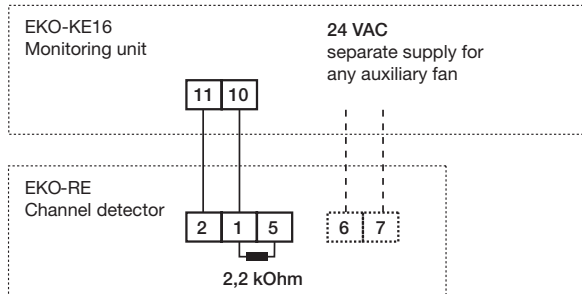 EKO-KE16
Monitoring unit
24 VAC
separate supply for
any auxiliary fan
11 10
EKO-RE
Channel detector
2 1 5 6 7
2,2 kOhm